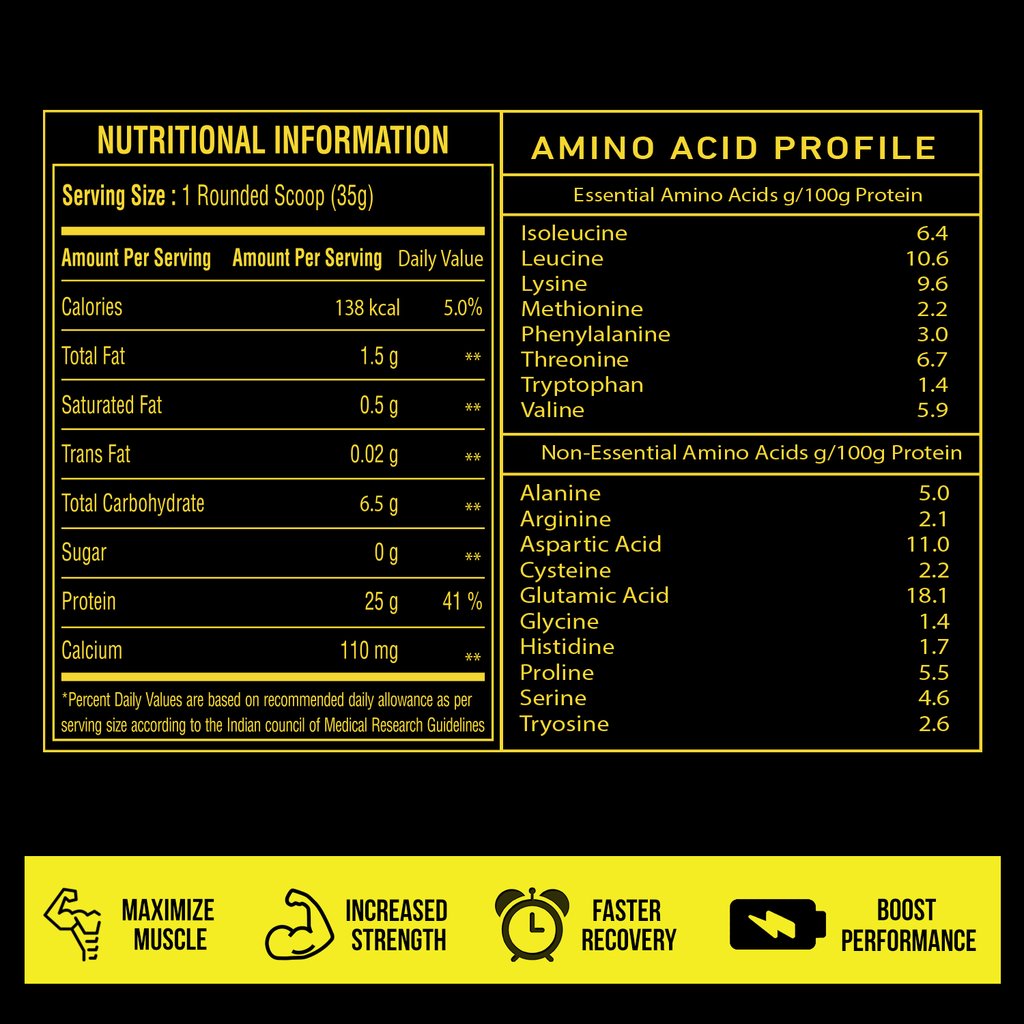 NUTRITIONAL INFORMATION
Serving Size : 1 Rounded Scoop (35g)
Amount Per Serving Amount Per Serving Daily Value
Calories 138 kcal 5.0%
Total Fat 1.5 g **
Saturated Fat 0.5 g **
Trans Fat 0.02 g **
Total Carbohydrate 6.5 g **
Sugar 0 g **
Protein 25 g 41 %
Calcium 110 mg **
*Percent Daily Values are based on recommended daily allowance as per
serving size according to the Indian council of Medical Research Guidelines
AMINO ACID PROFILE
Essential Amino Acids g/100g Protein
Isoleucine 6.4
Leucine 10.6
Lysine 9.6
Methionine 2.2
Phenylalanine 3.0
Threonine 6.7
Tryptophan 1.4
Valine 5.9
Non-Essential Amino Acids g/100g Protein
Alanine 5.0
Arginine 2.1
Aspartic Acid 11.0
Cysteine 2.2
Glutamic Acid 18.1
Glycine 1.4
Histidine 1.7
Proline 5.5
Serine 4.6
Tryosine 2.6
MAXIMIZE
MUSCLE
INCREASED
STRENGTH
FASTER
RECOVERY
BOOST
PERFORMANCE